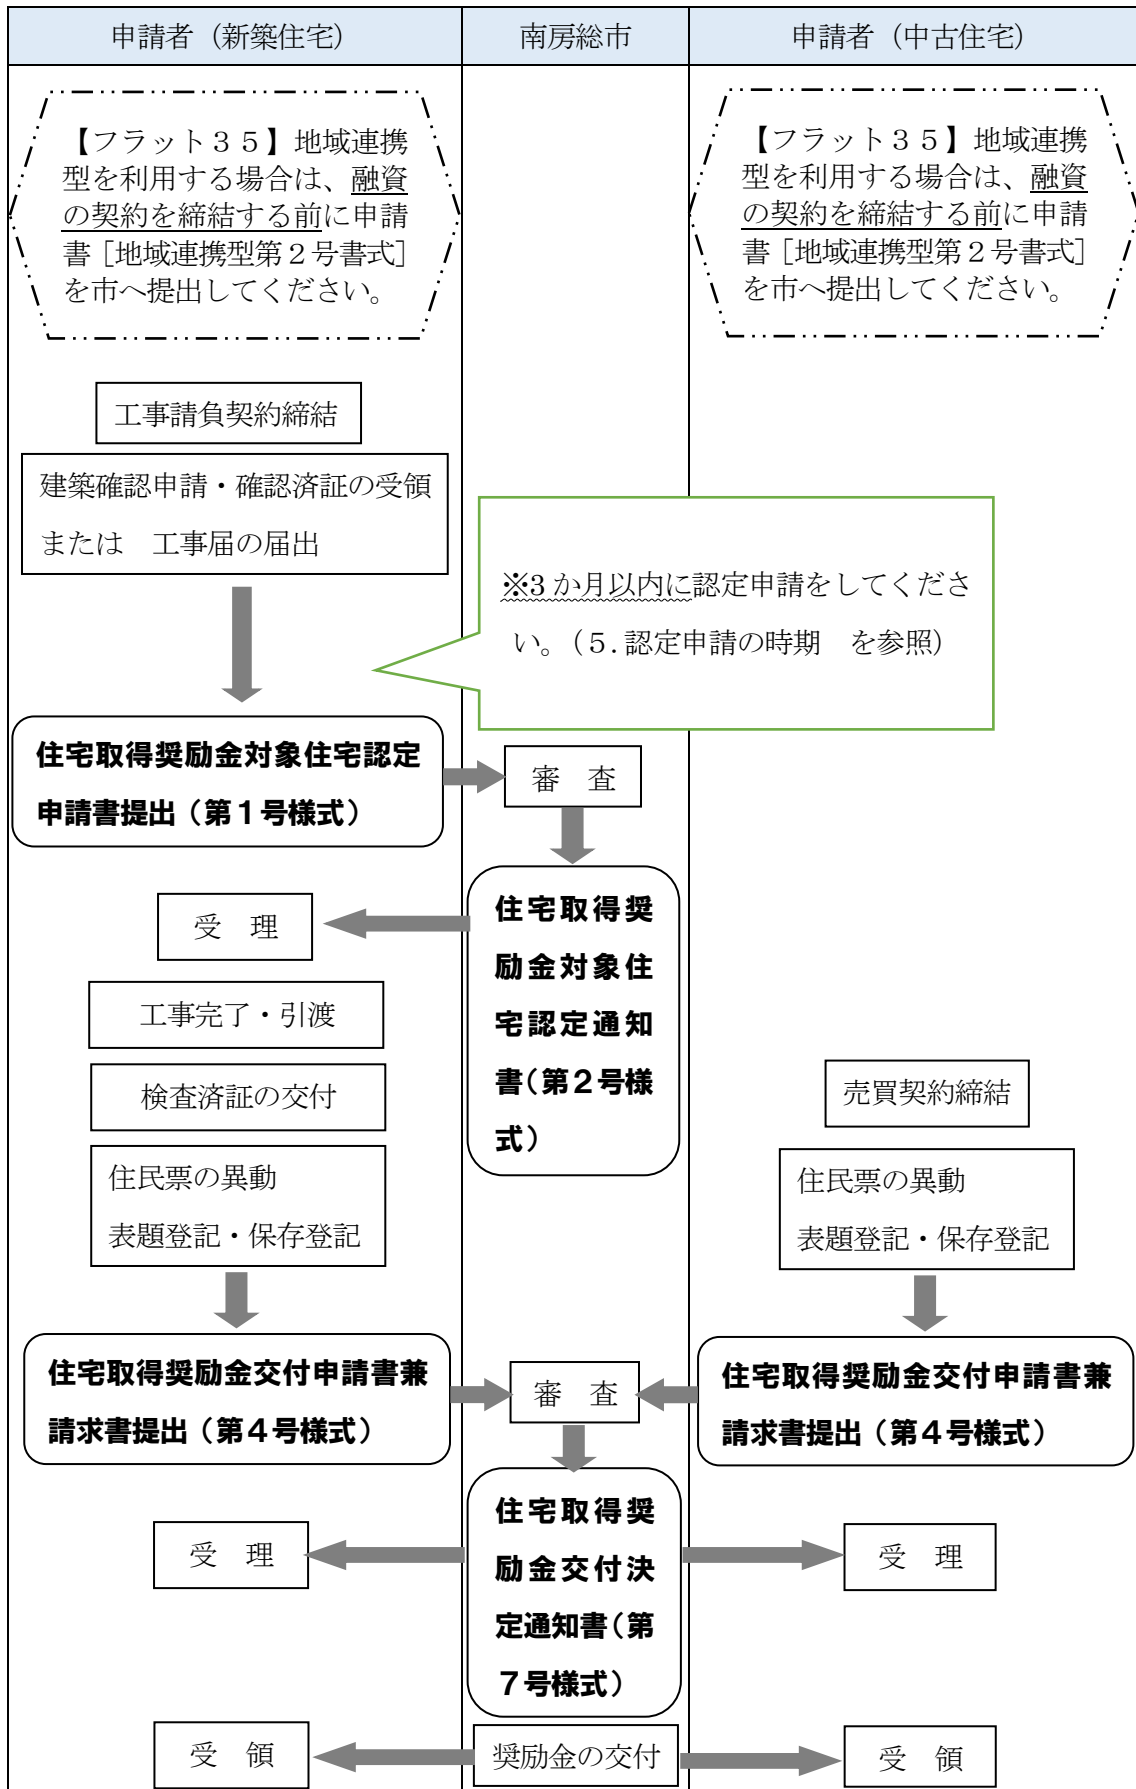 申請者（新築住宅）
南房総市
申請者（中古住宅）
【フラット３５】地域連携
型を利用する場合は、融資
の契約を締結する前に申請
書［地域連携型第２号書式］
を市へ提出してください。
【フラット３５】地域連携
型を利用する場合は、融資
の契約を締結する前に申請
書［地域連携型第２号書式］
を市へ提出してください。
工事請負契約締結
建築確認申請・確認済証の受領
または　工事届の届出
※3か月以内に認定申請をしてくださ
い。（５.認定申請の時期　を参照）
住宅取得奨励金対象住宅認定
申請書提出（第１号様式）
審　査
住宅取得奨
励金対象住
宅認定通知
書（第２号様
式）
受　理
工事完了・引渡
検査済証の交付
売買契約締結
住民票の異動
表題登記・保存登記
住民票の異動
表題登記・保存登記
住宅取得奨励金交付申請書兼
請求書提出（第４号様式）
審　査
住宅取得奨励金交付申請書兼
請求書提出（第４号様式）
住宅取得奨
励金交付決
定通知書（第
７号様式）
受　理
受　理
受　領
奨励金の交付
受　領